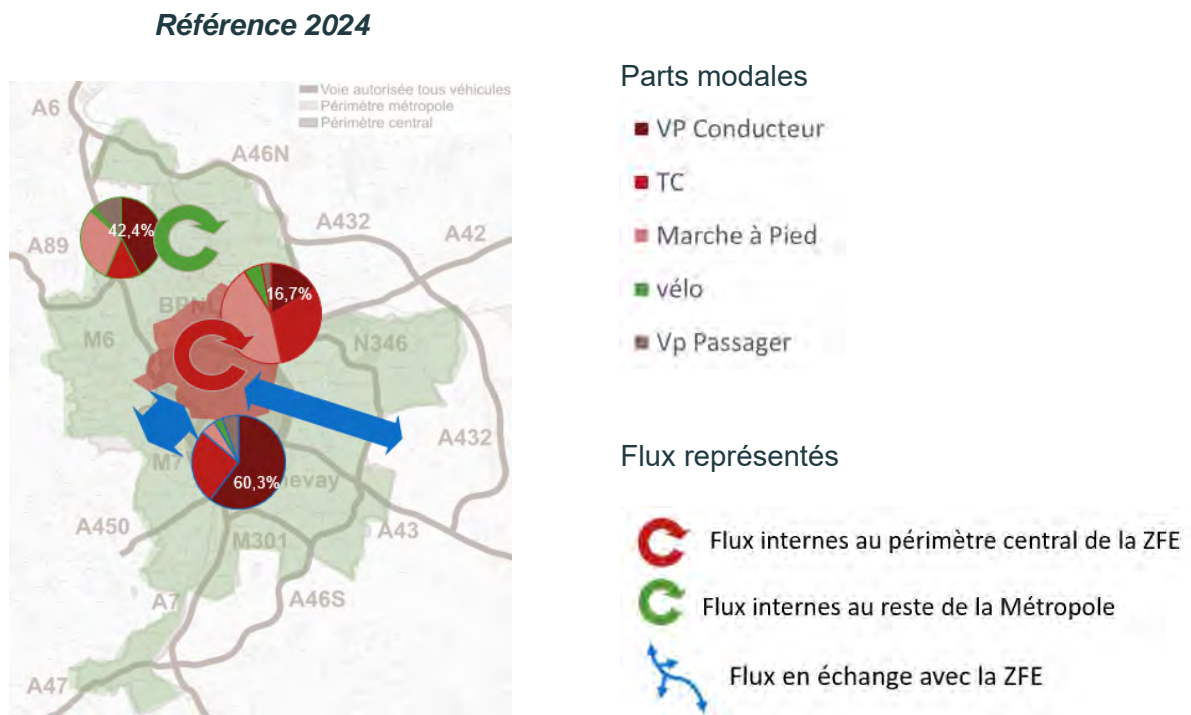 Référence 2024
Voie autorisée tous véhicules
Périmètre métropole
Périmètre central
A6
A46N
A432
A42
A89
42,4%
16,7%
M6
N346
A432
M7
60,3%
A450
A43
M301
A7
A46S
A47
Parts modales
VP Conducteur
TC
Marche à Pied
vélo
Vp Passager
Flux représentés
Flux internes au périmètre central de la ZFE
Flux internes au reste de la Métropole
Flux en échange avec la ZFE